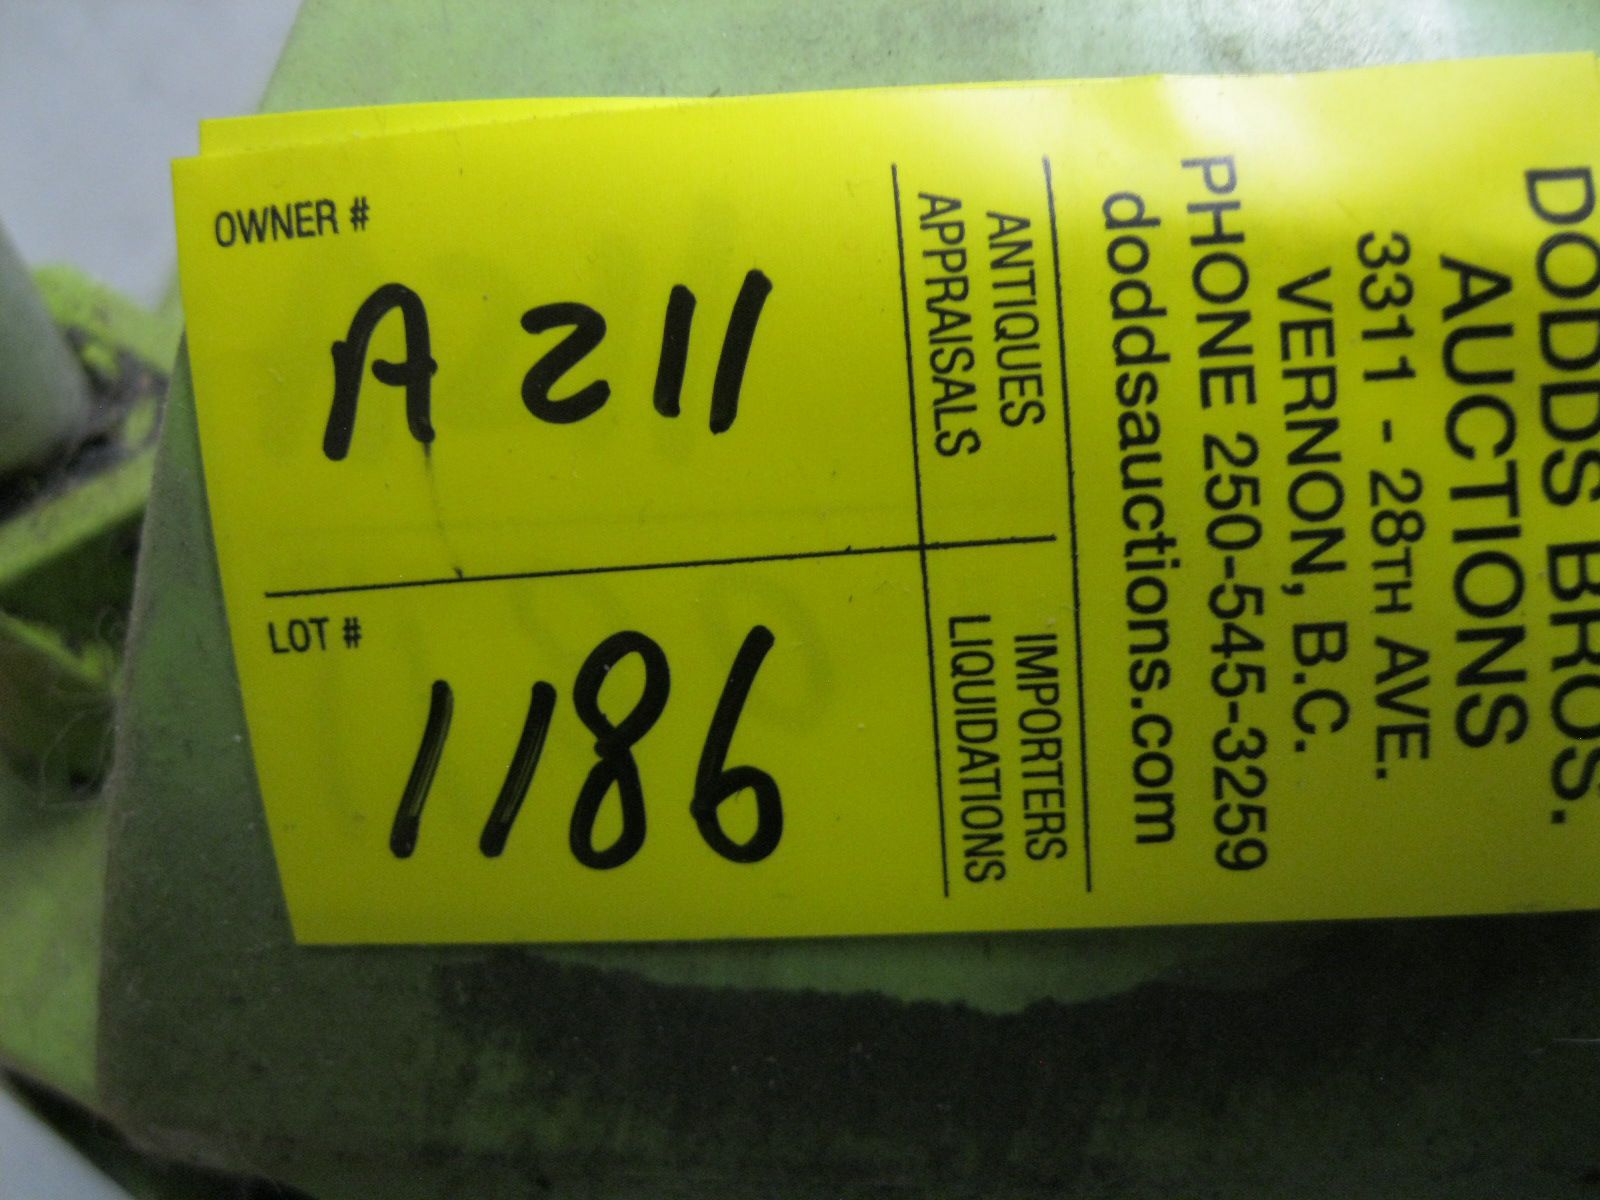 DODDS BROS.
AUCTIONS
3311 - 28TH AVE.
VERNON, B.C.
PHONE 250-545-3259
doddsauctions.com
ANTIQUES
APPRAISALS
IMPORTERS
LIQUIDATIONS
OWNER #
A 211
LOT #
1186